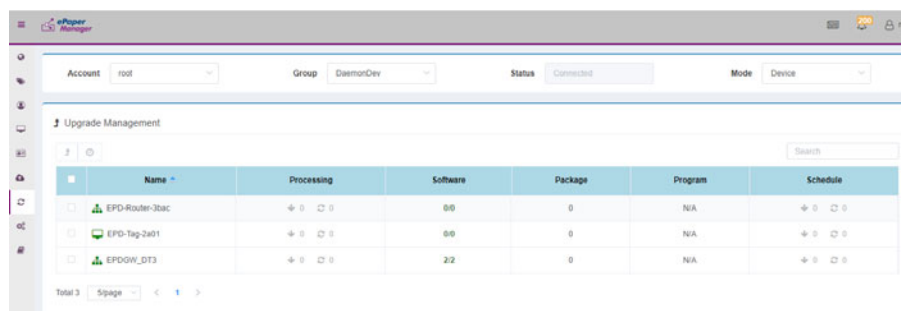 ePaper
Manager
200
Account root Group DaemonDev Status Connected Mode Device
Upgrade Management
Search
Name Processing Software Package Program Schedule
EPD-Router-3bac 0 0 0/0 0 N/A 0 0
EPD-Tag-2a01 0 0 0/0 0 N/A 0 0
EPDGW_DT3 0 0 2/2 0 N/A 0 0
Total 3 5/page < 1 >